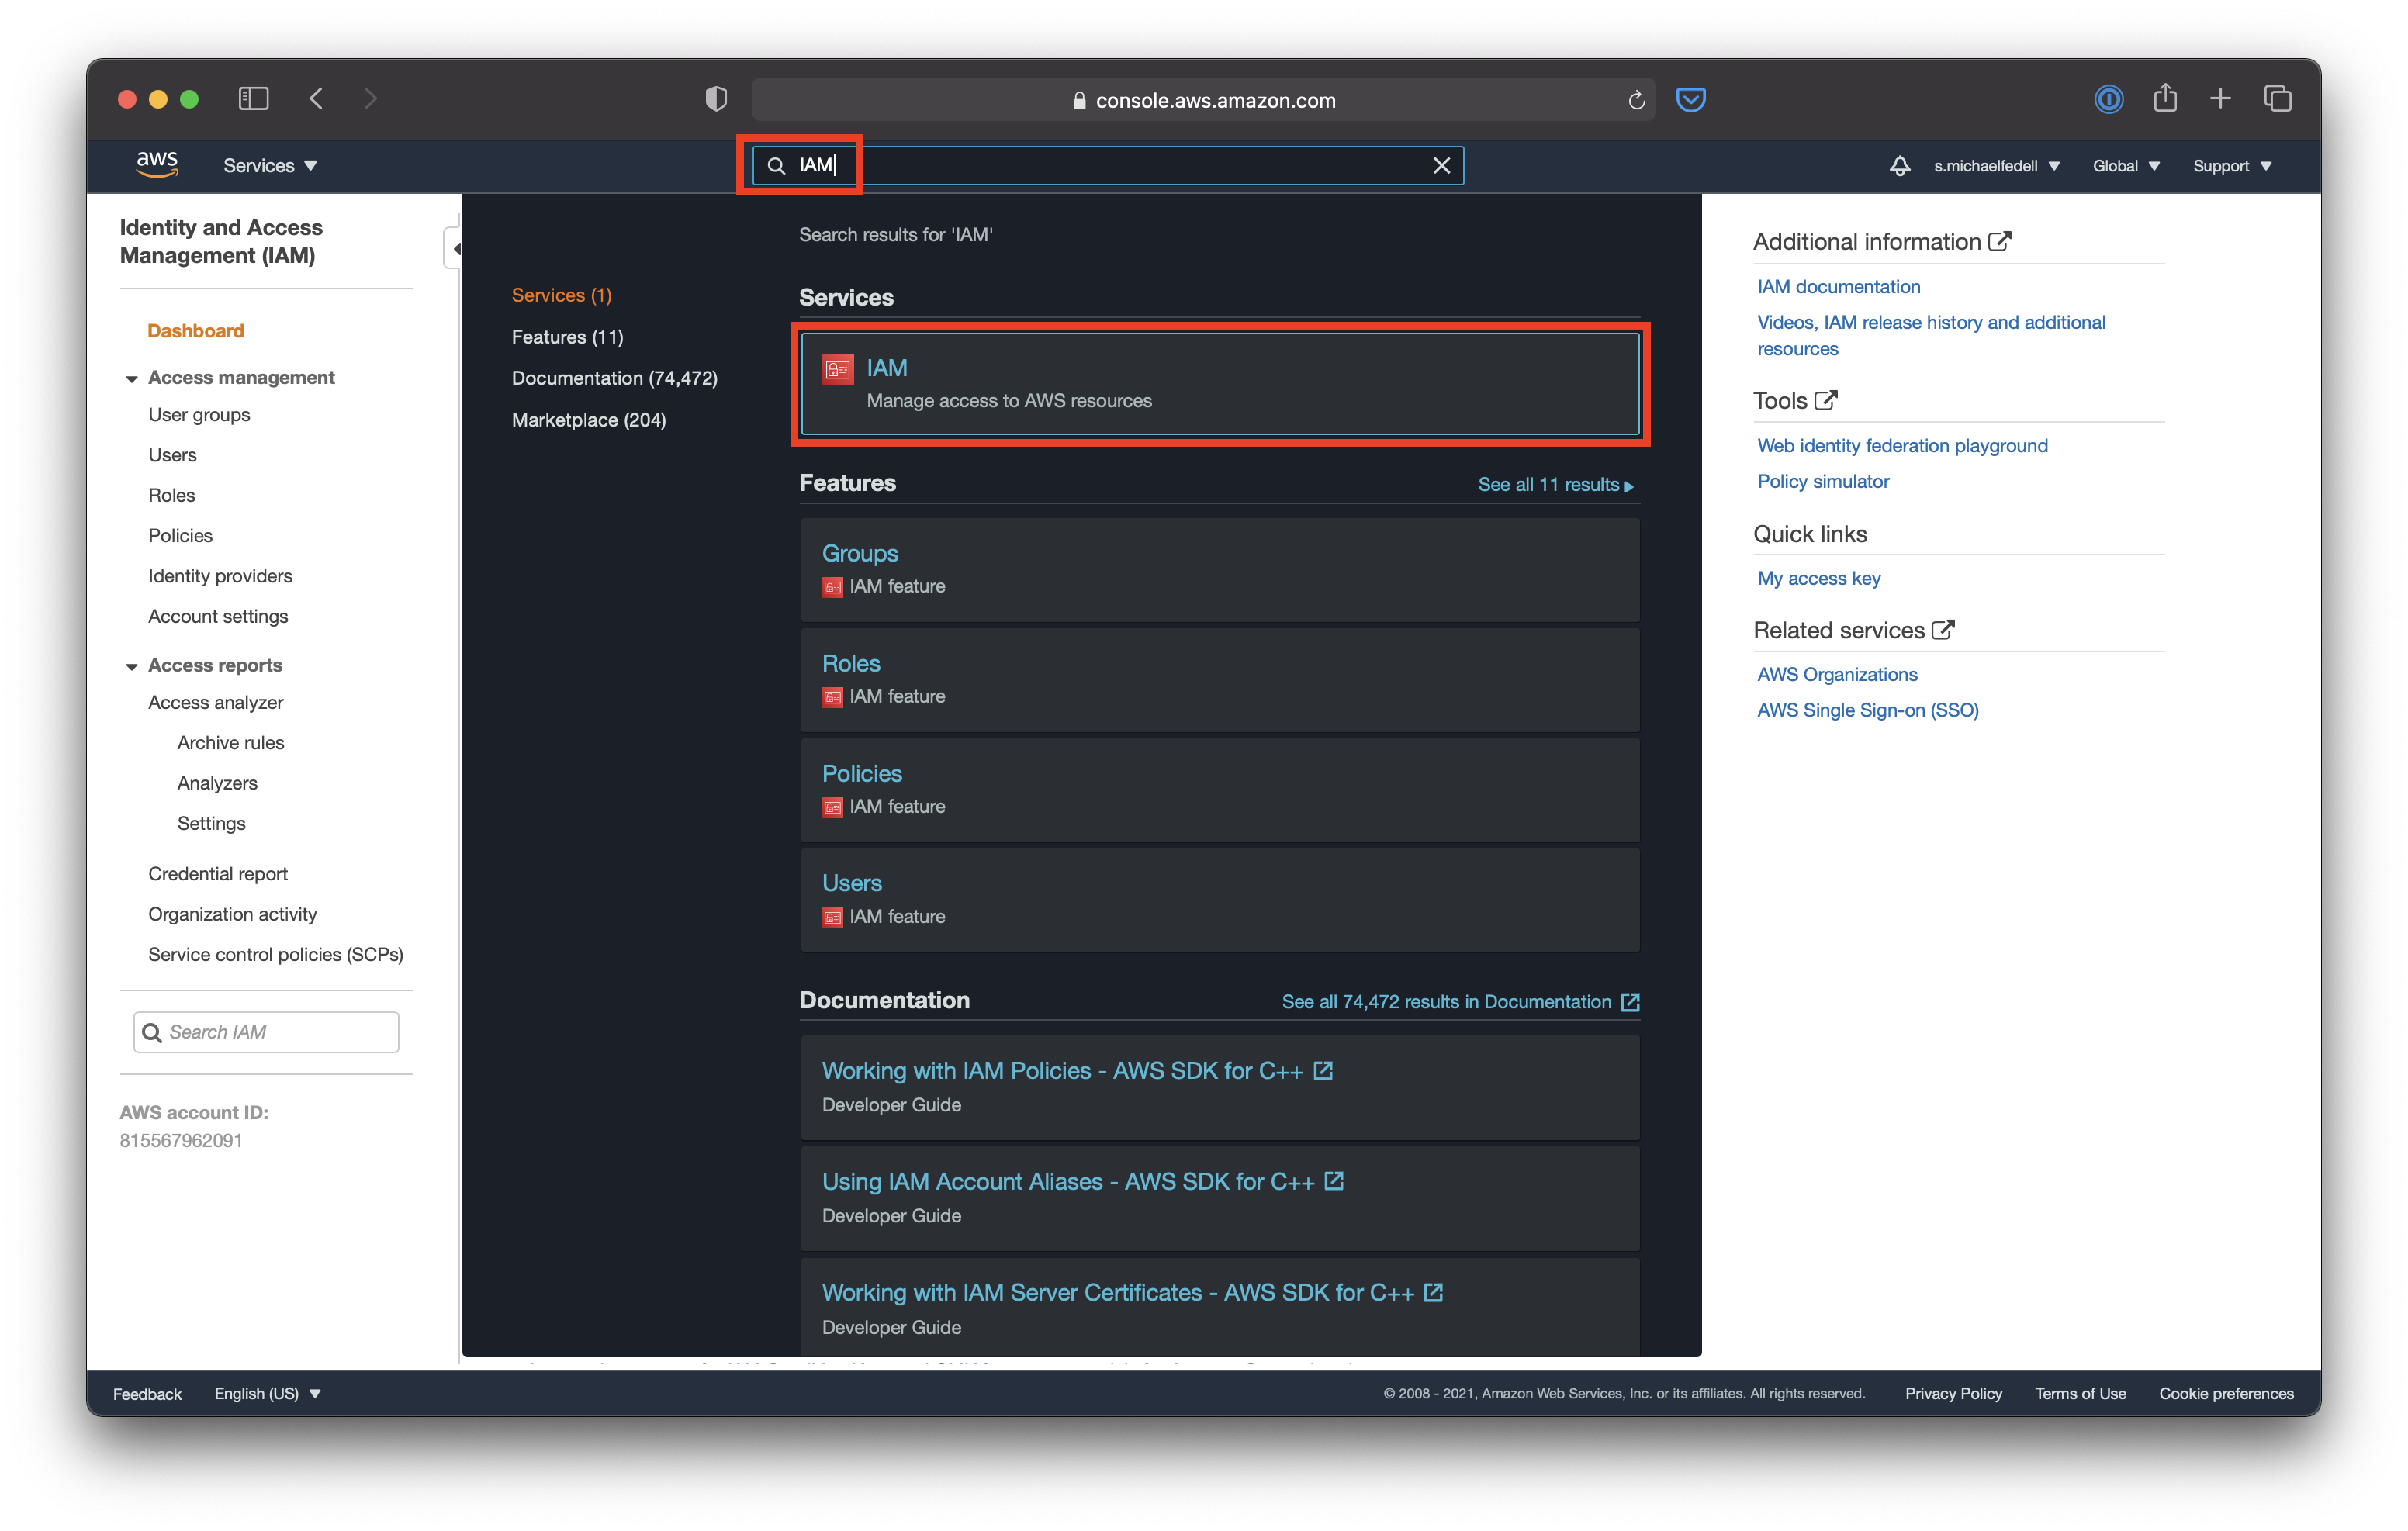 console.aws.amazon.com
aws
Services
IAM
s.michaelfedell
Global
Support
Identity and Access
Management (IAM)
Dashboard
Access management
User groups
Users
Roles
Policies
Identity providers
Account settings
Access reports
Access analyzer
Archive rules
Analyzers
Settings
Credential report
Organization activity
Service control policies (SCPs)
Search IAM
AWS account ID:
815567962091
Services (1)
Features (11)
Documentation (74,472)
Marketplace (204)
Search results for 'IAM'
Services
IAM
Manage access to AWS resources
Features
See all 11 results
Groups
IAM feature
Roles
IAM feature
Policies
IAM feature
Users
IAM feature
Documentation
See all 74,472 results in Documentation
Working with IAM Policies - AWS SDK for C++
Developer Guide
Using IAM Account Aliases - AWS SDK for C++
Developer Guide
Working with IAM Server Certificates - AWS SDK for C++
Developer Guide
Additional information
IAM documentation
Videos, IAM release history and additional
resources
Tools
Web identity federation playground
Policy simulator
Quick links
My access key
Related services
AWS Organizations
AWS Single Sign-on (SSO)
Feedback
English (US)
© 2008 - 2021, Amazon Web Services, Inc. or its affiliates. All rights reserved.
Privacy Policy
Terms of Use
Cookie preferences